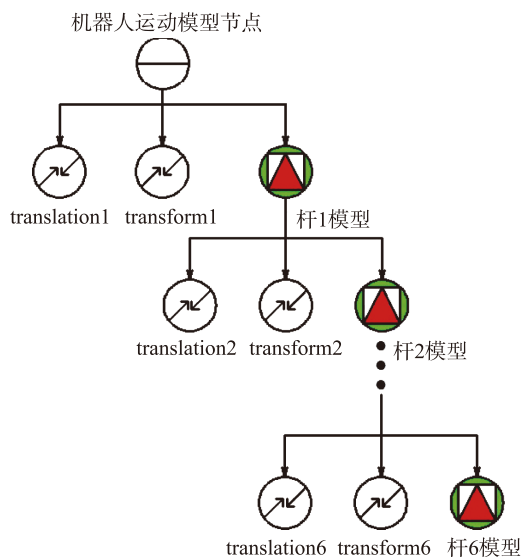 机器人运动模型节点
translation1
transform1
杆1模型
translation2
transform2
杆2模型
translation6
transform6
杆6模型